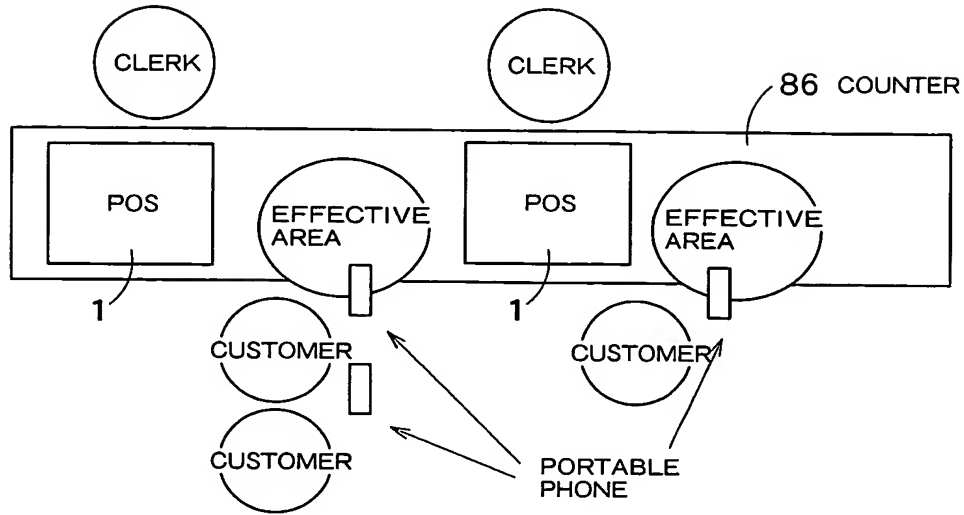 CLERK
CLERK
86 COUNTER
POS
EFFECTIVE
AREA
POS
EFFECTIVE
AREA
1
1
CUSTOMER
CUSTOMER
CUSTOMER
PORTABLE
PHONE